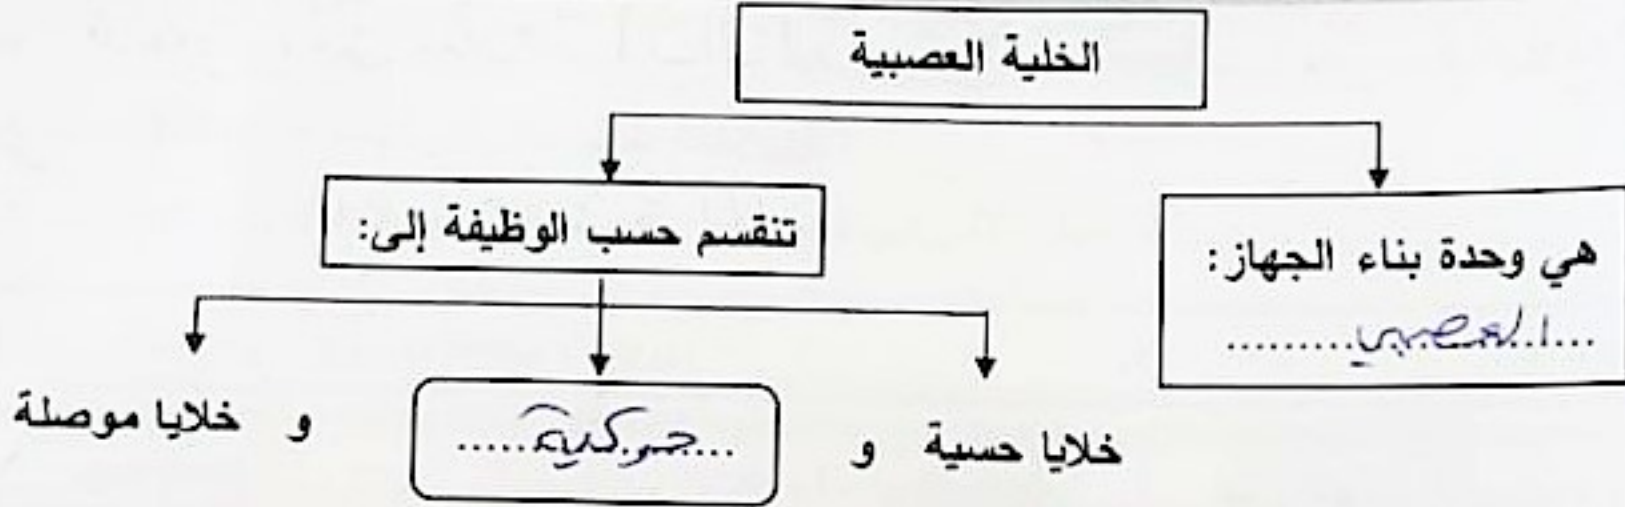 الخلية العصبية
هي وحدة بناء الجهاز:
...العصبي.........
تنقسم حسب الوظيفة إلى:
خلايا حسية و ...حركية..... و خلايا موصلة